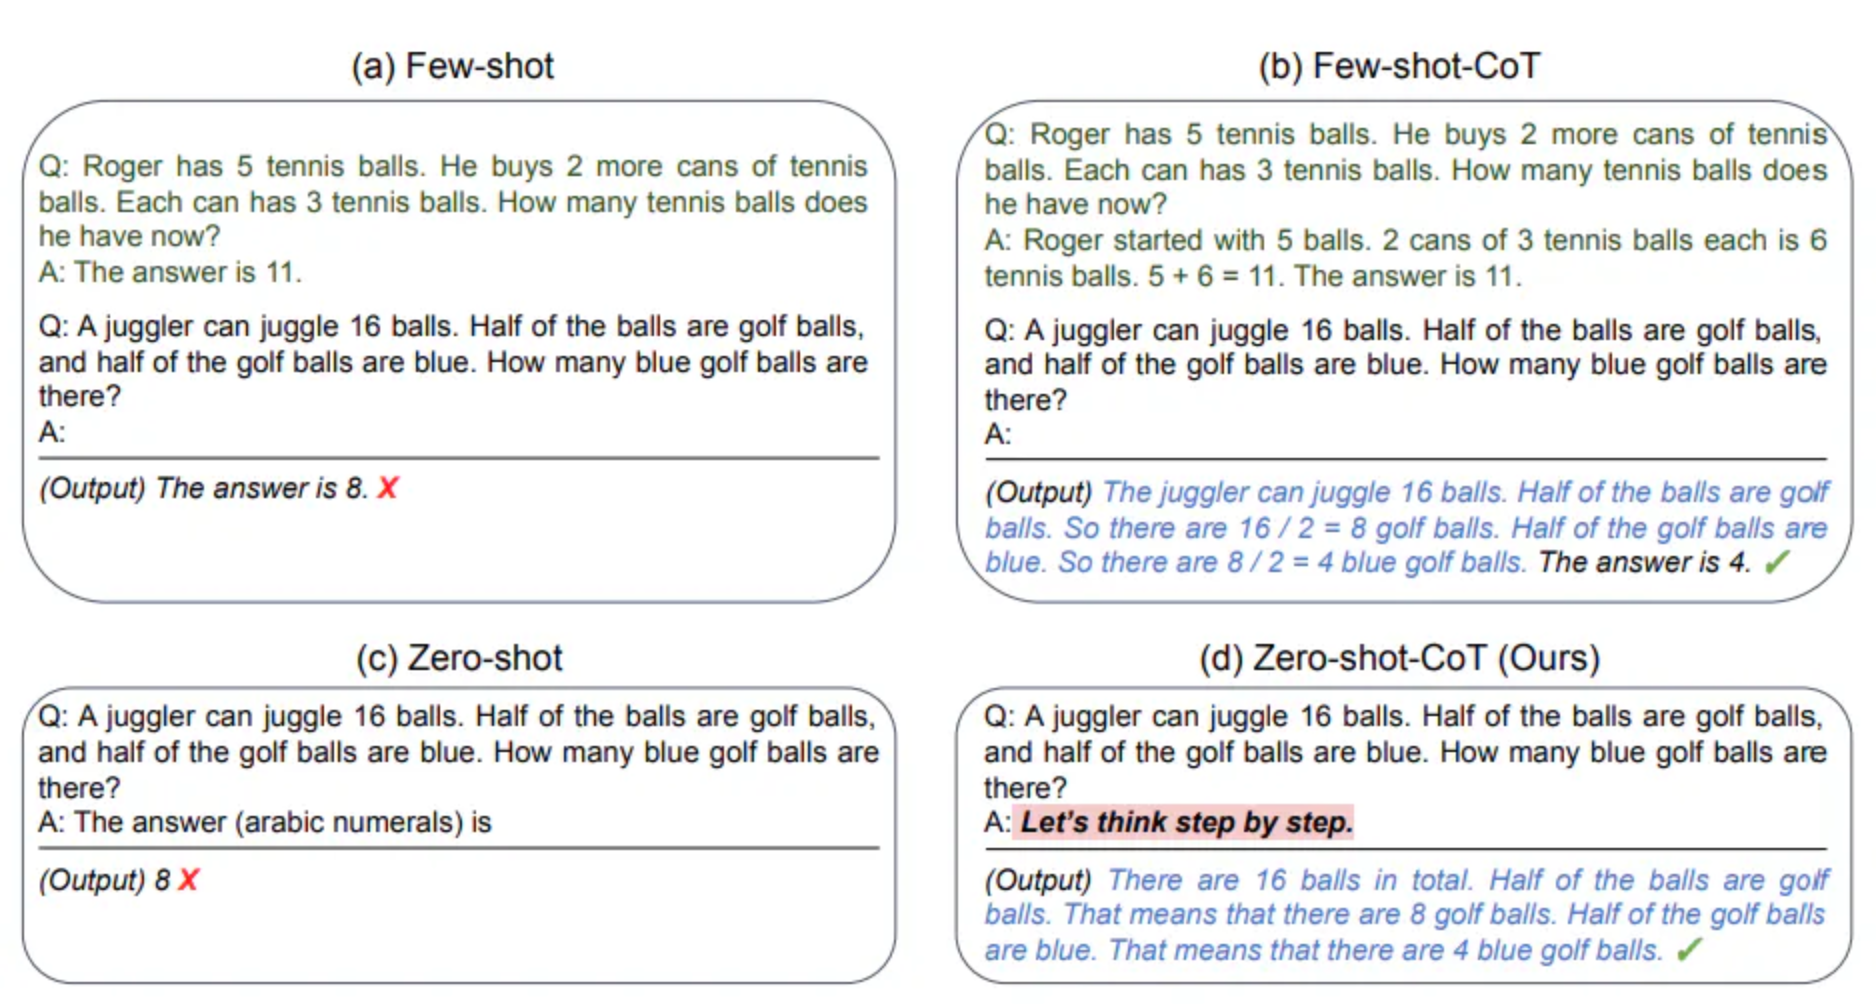 (a) Few-shot
Q: Roger has 5 tennis balls. He buys 2 more cans of tennis
balls. Each can has 3 tennis balls. How many tennis balls does
he have now?
A: The answer is 11.
Q: A juggler can juggle 16 balls. Half of the balls are golf balls,
and half of the golf balls are blue. How many blue golf balls are
there?
A:
(Output) The answer is 8. X
(b) Few-shot-CoT
Q: Roger has 5 tennis balls. He buys 2 more cans of tennis
balls. Each can has 3 tennis balls. How many tennis balls does
he have now?
A: Roger started with 5 balls. 2 cans of 3 tennis balls each is 6
tennis balls. 5 + 6 = 11. The answer is 11.
Q: A juggler can juggle 16 balls. Half of the balls are golf balls,
and half of the golf balls are blue. How many blue golf balls are
there?
A:
(Output) The juggler can juggle 16 balls. Half of the balls are golf
balls. So there are 16 / 2 = 8 golf balls. Half of the golf balls are
blue. So there are 8 / 2 = 4 blue golf balls. The answer is 4. ✓
(c) Zero-shot
Q: A juggler can juggle 16 balls. Half of the balls are golf balls,
and half of the golf balls are blue. How many blue golf balls are
there?
A: The answer (arabic numerals) is
(Output) 8 X
(d) Zero-shot-CoT (Ours)
Q: A juggler can juggle 16 balls. Half of the balls are golf balls,
and half of the golf balls are blue. How many blue golf balls are
there?
A: Let's think step by step.
(Output) There are 16 balls in total. Half of the balls are golf
balls. That means that there are 8 golf balls. Half of the golf balls
are blue. That means that there are 4 blue golf balls. ✓